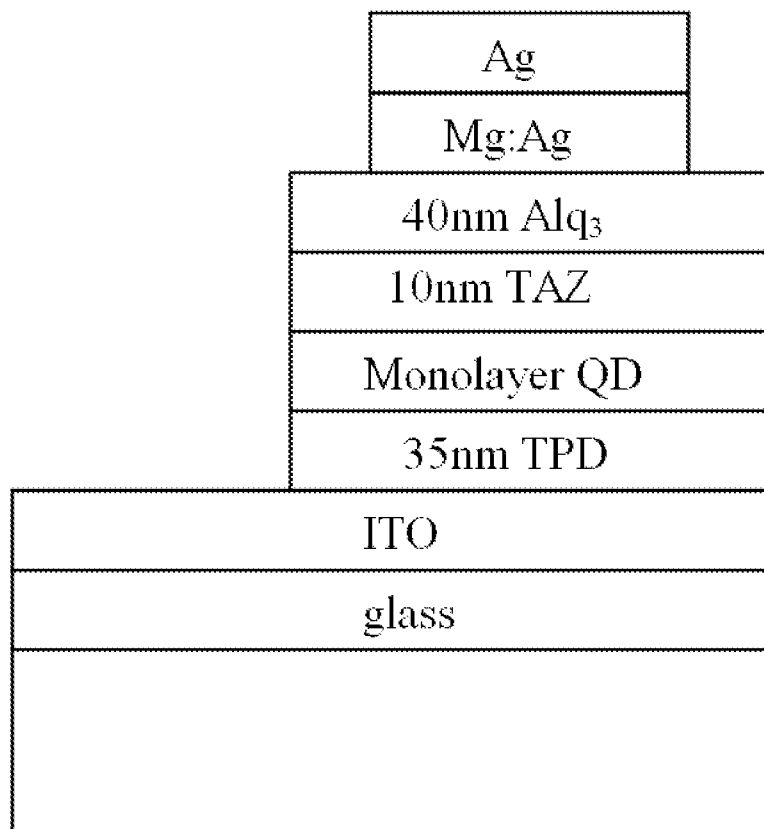 Ag
Mg:Ag
40nm Alq₃
10nm TAZ
Monolayer QD
35nm TPD
ITO
glass